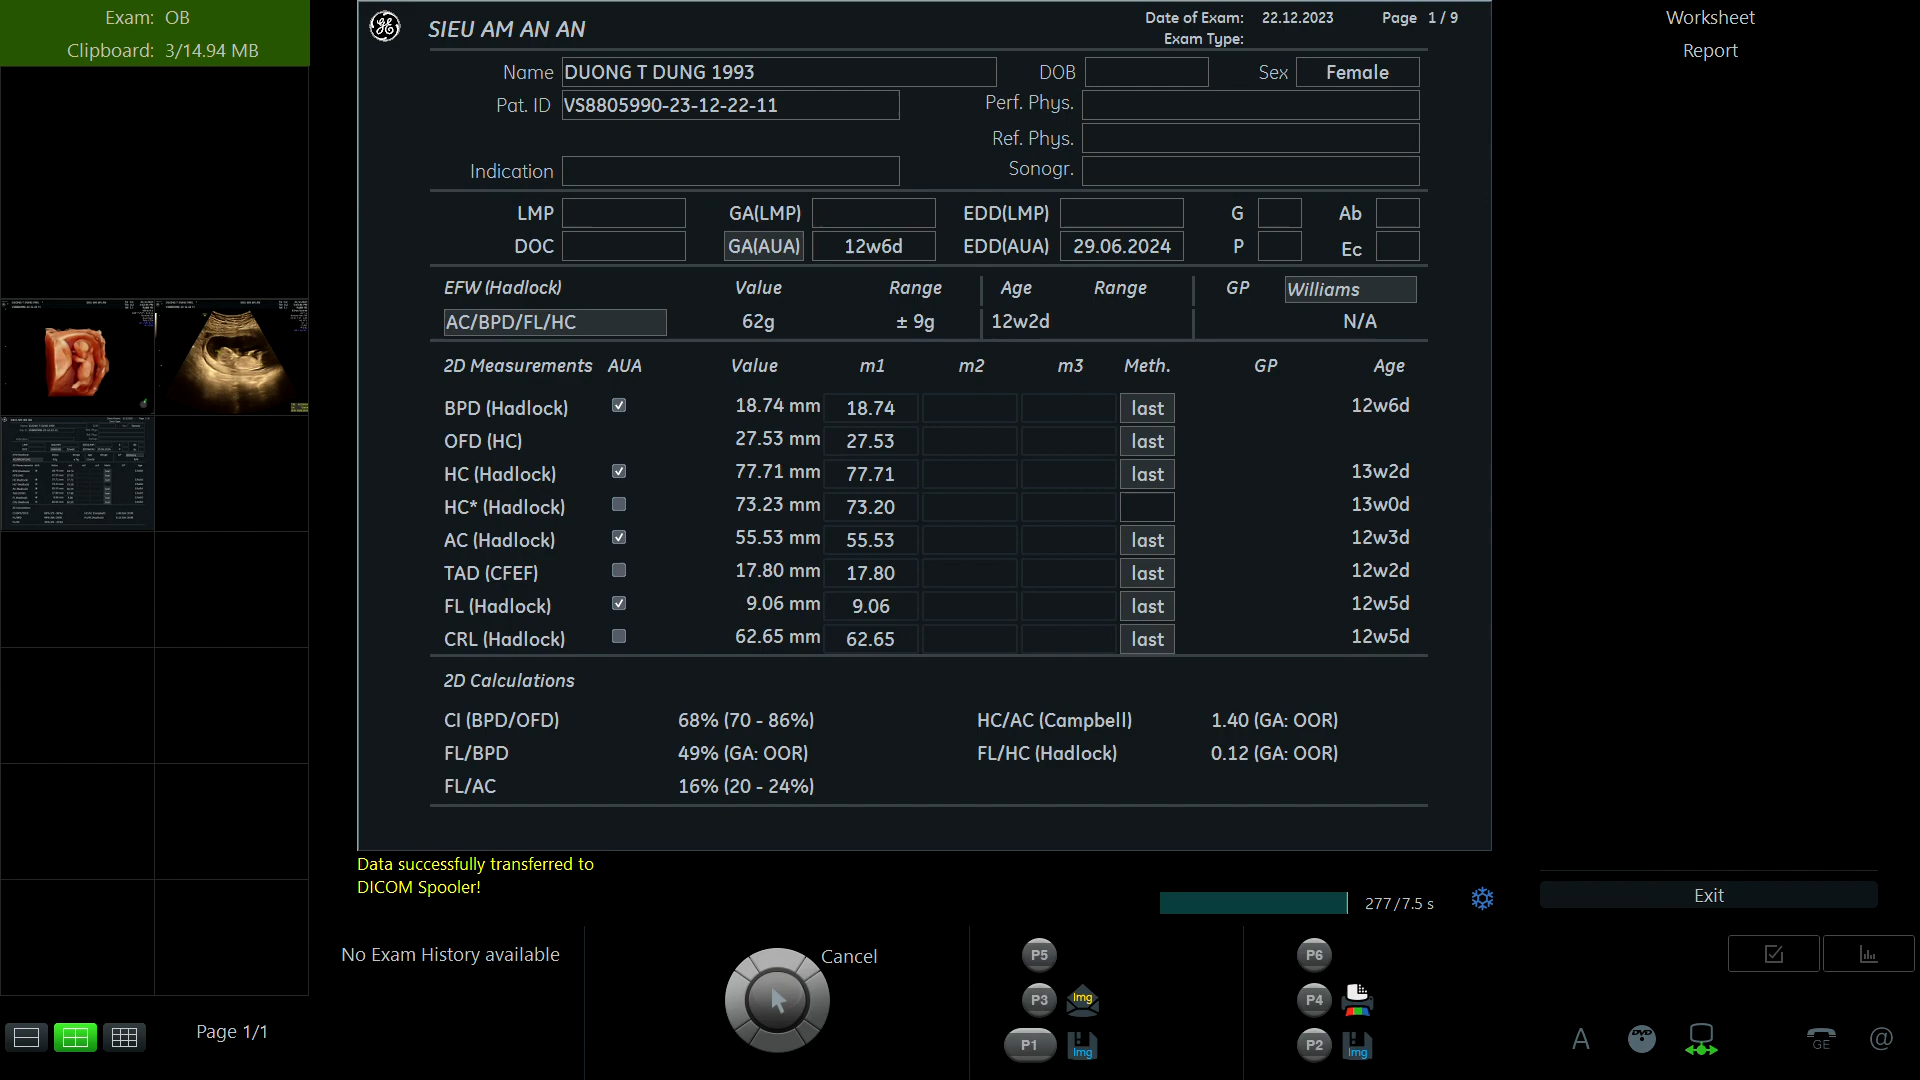 Exam: OB
Clipboard: 3/14.94 MB
SIEU AM AN AN
Date of Exam: 22.12.2023 Page 1 / 9
Exam Type:
Name DUONG T DUNG 1993 DOB Sex Female
Pat. ID VS8805990-23-12-22-11 Perf. Phys.
Ref. Phys.
Indication Sonogr.
LMP GA(LMP) EDD(LMP) G Ab
DOC GA(AUA) 12w6d EDD(AUA) 29.06.2024 P Ec
EFW (Hadlock) Value Range Age Range GP Williams
AC/BPD/FL/HC 62g ± 9g 12w2d N/A
2D Measurements AUA Value m1 m2 m3 Meth. GP Age
BPD (Hadlock) 18.74 mm 18.74 last 12w6d
OFD (HC) 27.53 mm 27.53 last
HC (Hadlock) 77.71 mm 77.71 last 13w2d
HC* (Hadlock) 73.23 mm 73.20 13w0d
AC (Hadlock) 55.53 mm 55.53 last 12w3d
TAD (CFEF) 17.80 mm 17.80 last 12w2d
FL (Hadlock) 9.06 mm 9.06 last 12w5d
CRL (Hadlock) 62.65 mm 62.65 last 12w5d
2D Calculations
CI (BPD/OFD) 68% (70 - 86%) HC/AC (Campbell) 1.40 (GA: OOR)
FL/BPD 49% (GA: OOR) FL/HC (Hadlock) 0.12 (GA: OOR)
FL/AC 16% (20 - 24%)
Data successfully transferred to
DICOM Spooler!
277/7.5 s
Worksheet
Report
Exit
No Exam History available
Cancel
P5
P3 Img
P1 Img
P6
P4
P2 Img
Page 1/1
A DVD GE @